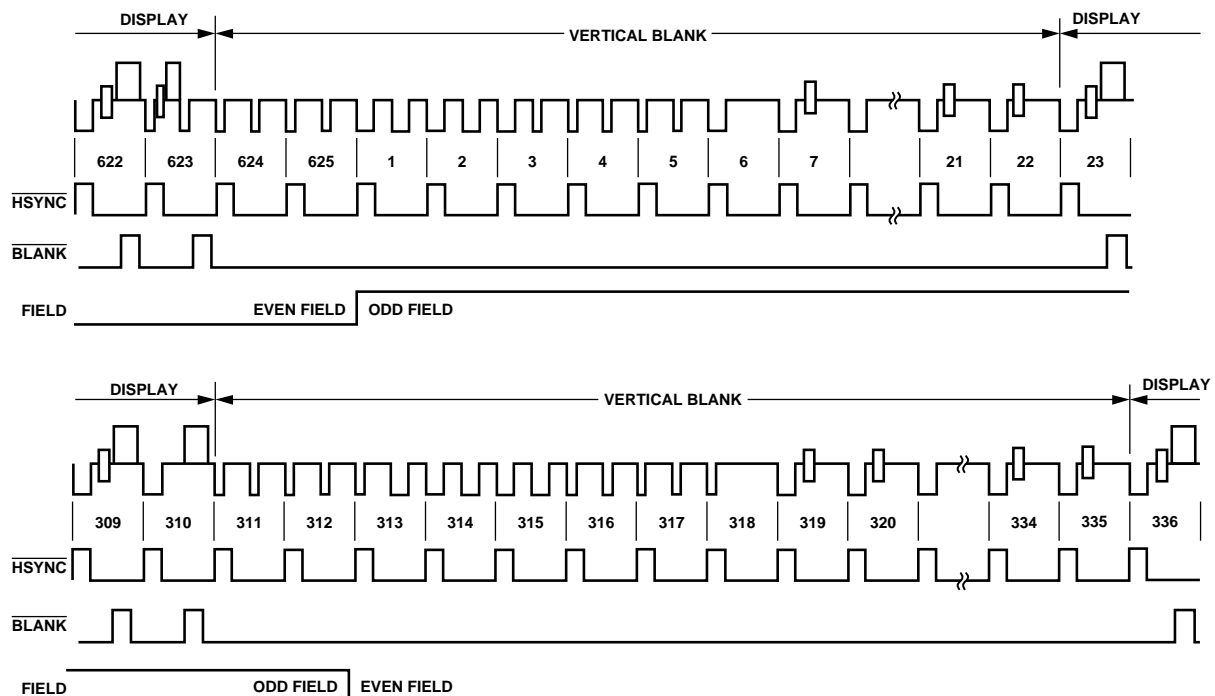 DISPLAY VERTICAL BLANK DISPLAY
622 623 624 625 1 2 3 4 5 6 7 21 22 23
HSYNC
BLANK
FIELD EVEN FIELD ODD FIELD
DISPLAY VERTICAL BLANK DISPLAY
309 310 311 312 313 314 315 316 317 318 319 320 334 335 336
HSYNC
BLANK
FIELD ODD FIELD EVEN FIELD